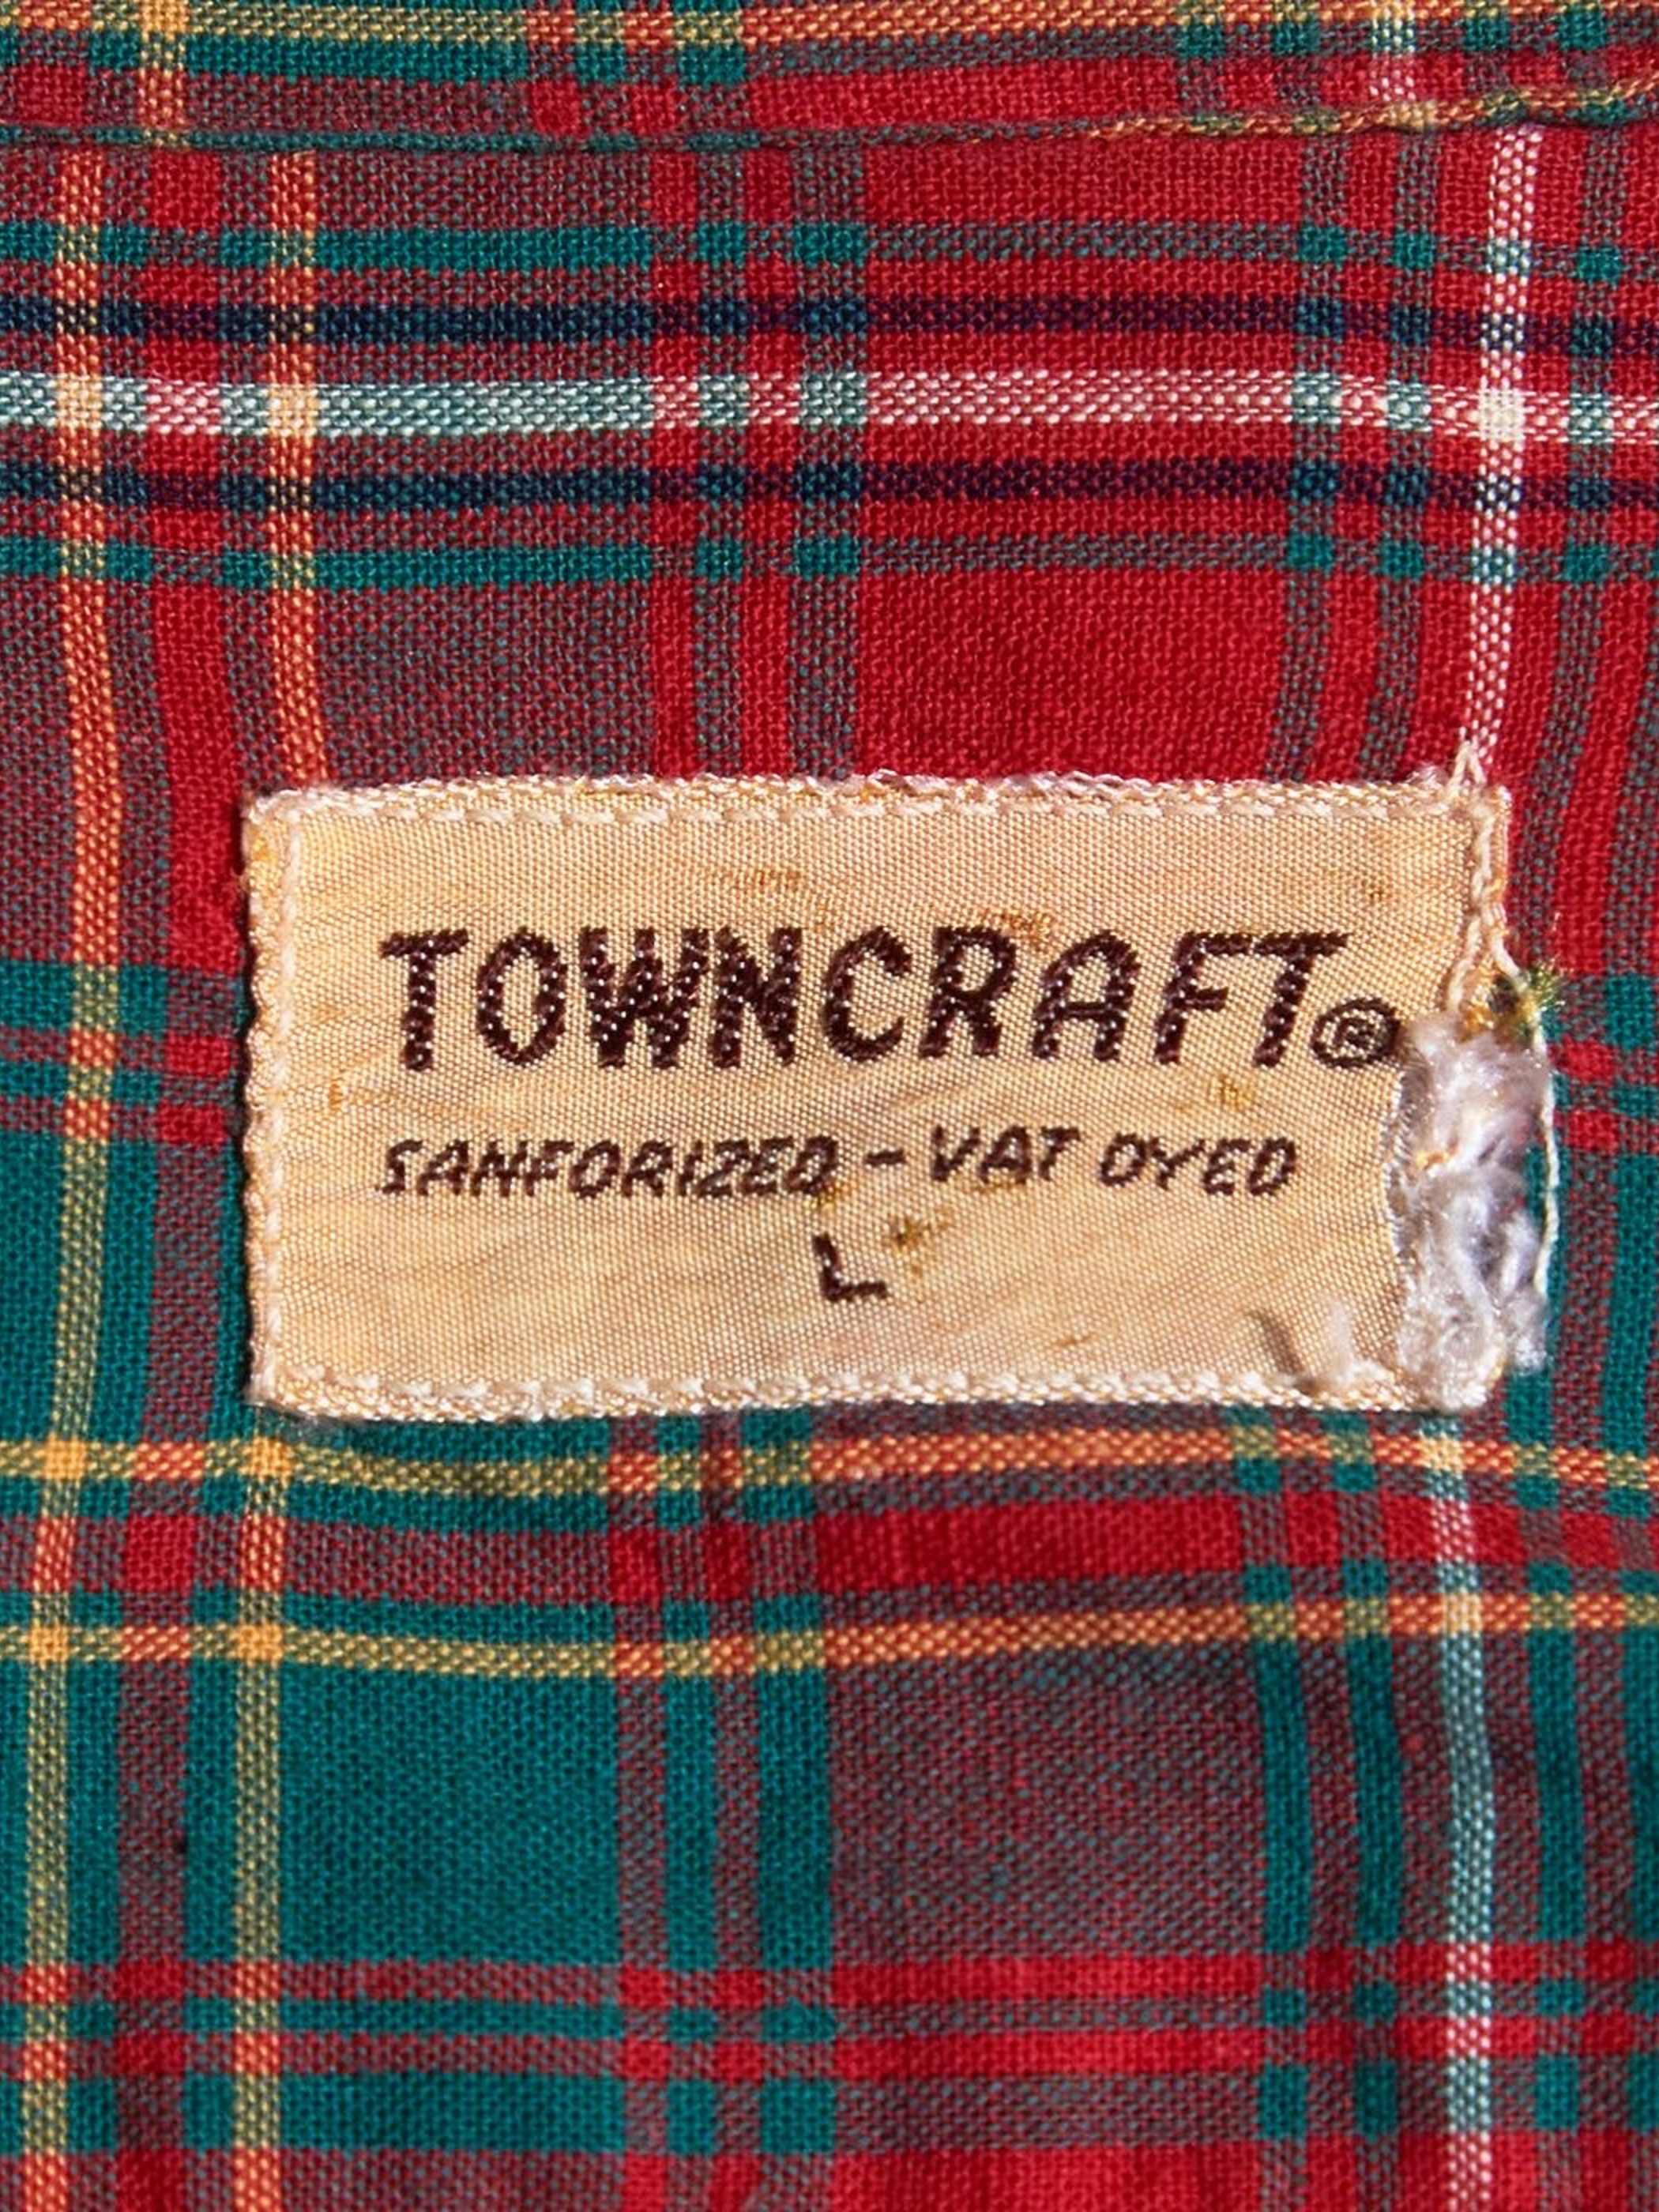 TOWNCRAFT®
SANFORIZED - VAT DYED
L